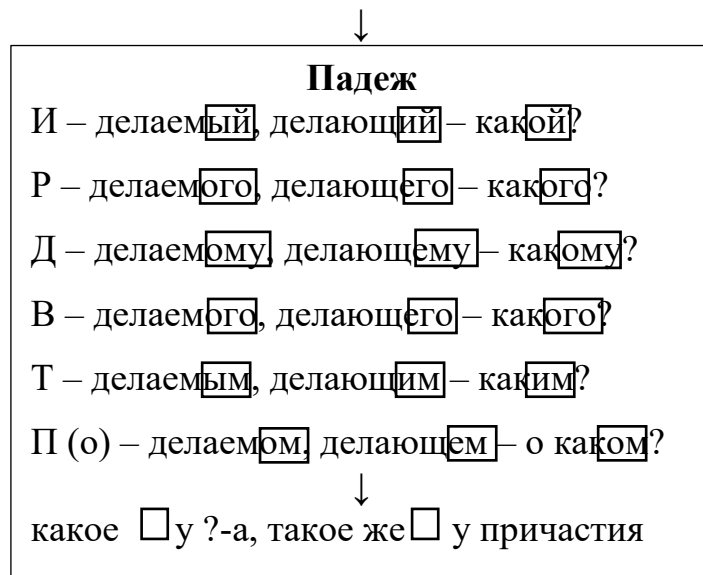 ↓
Падеж
И – делаемый, делающий – какой?
Р – делаемого, делающего – какого?
Д – делаемому, делающему – какому?
В – делаемого, делающего – какого?
Т – делаемым, делающим – каким?
П (о) – делаемом, делающем – о каком?
↓
какое □ у ?-а, такое же □ у причастия